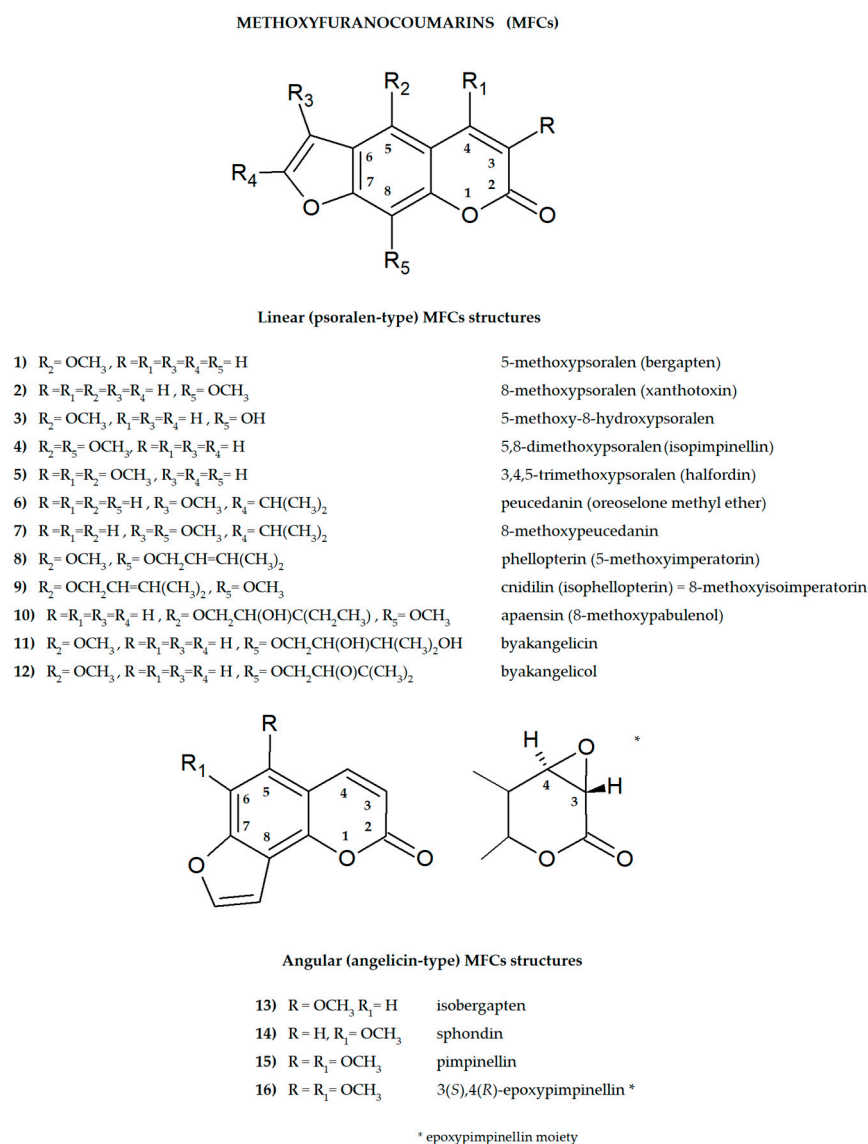 METHOXYFURANOCOUMARINS (MFCs)
R3
R2
R1
R
R4
6
5
4
3
7
8
1
2
O
O
O
R5
Linear (psoralen-type) MFCs structures
1) R2= OCH3 , R =R1=R3=R4=R5= H 5-methoxypsoralen (bergapten)
2) R =R1=R2=R3=R4= H , R5= OCH3 8-methoxypsoralen (xanthotoxin)
3) R2= OCH3 , R1=R3=R4= H , R5= OH 5-methoxy-8-hydroxypsoralen
4) R2=R5= OCH3, R =R1=R3=R4= H 5,8-dimethoxypsoralen (isopimpinellin)
5) R =R1=R2= OCH3, R3=R4=R5= H 3,4,5-trimethoxypsoralen (halfordin)
6) R =R1=R2=R5=H , R3= OCH3 , R4= CH(CH3)2 peucedanin (oreoselone methyl ether)
7) R =R1=R2=H , R3=R5= OCH3 , R4= CH(CH3)2 8-methoxypeucedanin
8) R2= OCH3 , R5= OCH2CH=CH(CH3)2 phellopterin (5-methoxyimperatorin)
9) R2= OCH2CH=CH(CH3)2 , R5= OCH3 cnidilin (isophellopterin) = 8-methoxyisoimperatorin
10) R =R1=R3=R4= H , R2= OCH2CH(OH)C(CH2CH3) , R5= OCH3 apaensin (8-methoxypabulenol)
11) R2= OCH3, R =R1=R3=R4= H , R5= OCH2CH(OH)CH(CH3)2OH byakangelicin
12) R2= OCH3 , R =R1=R3=R4= H , R5= OCH2CH(O)C(CH3)2 byakangelicol
R
R1
6
5
4
3
7
8
1
2
O
O
O
H
O
*
4
3
H
O
O
Angular (angelicin-type) MFCs structures
13) R = OCH3 R1= H isobergapten
14) R = H, R1= OCH3 sphondin
15) R = R1= OCH3 pimpinellin
16) R = R1= OCH3 3(S),4(R)-epoxypimpinellin *
* epoxypimpinellin moiety